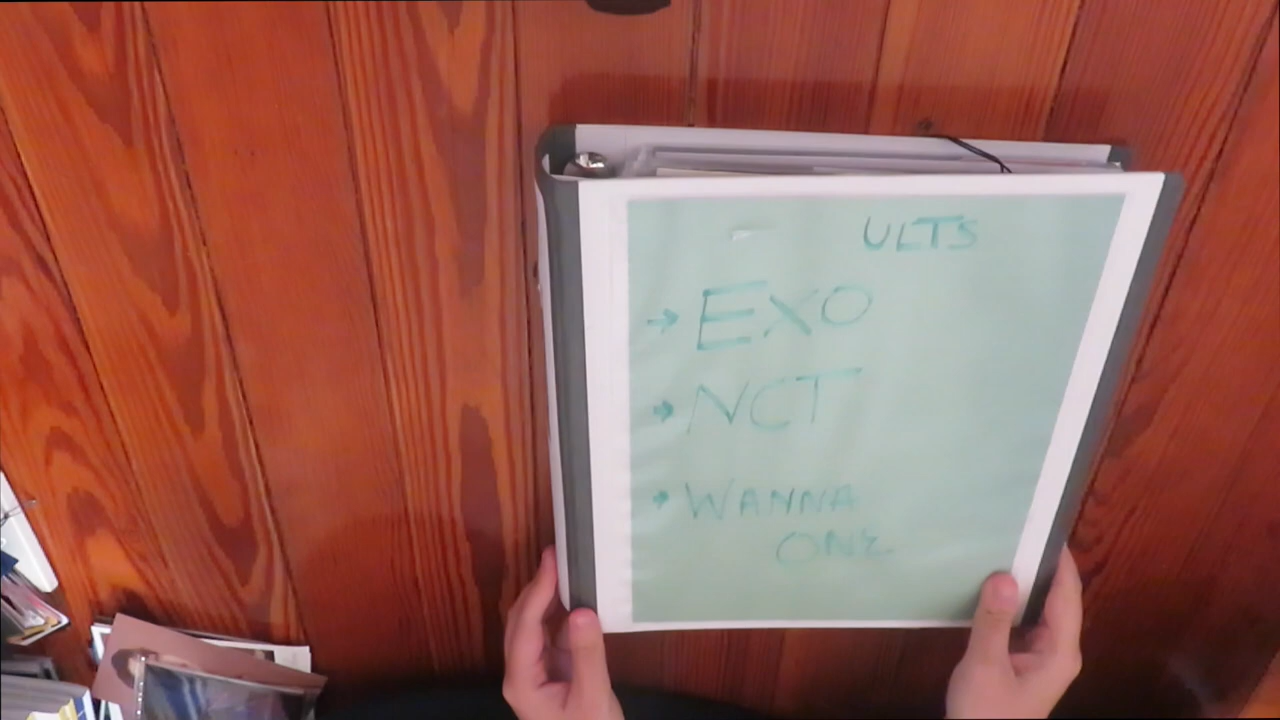 ULTS
→ EXO
→ NCT
→ WANNA
ONE